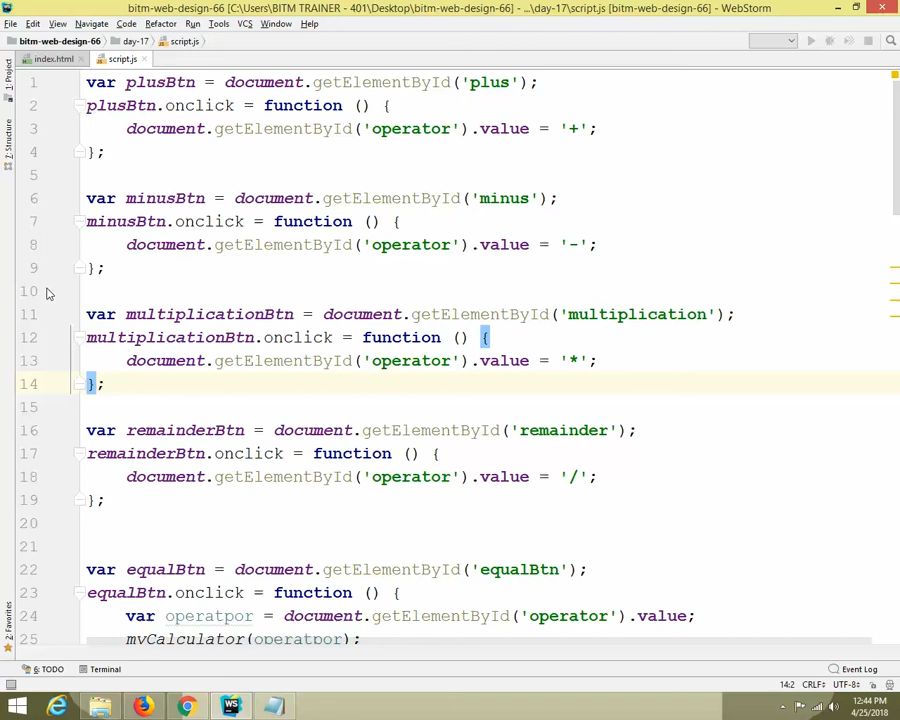 bitm-web-design-66 [C:\Users\BITM TRAINER - 401\Desktop\bitm-web-design-66] - ...\day-17\script.js [bitm-web-design-66] - WebStorm
File Edit View Navigate Code Refactor Run Tools VCS Window Help
bitm-web-design-66 day-17 script.js
index.html script.js
1: Project
7: Structure
2: Favorites
1 var plusBtn = document.getElementById('plus');
2 plusBtn.onclick = function () {
3 document.getElementById('operator').value = '+';
4 };
5
6 var minusBtn = document.getElementById('minus');
7 minusBtn.onclick = function () {
8 document.getElementById('operator').value = '-';
9 };
10
11 var multiplicationBtn = document.getElementById('multiplication');
12 multiplicationBtn.onclick = function () {
13 document.getElementById('operator').value = '*';
14 };
15
16 var remainderBtn = document.getElementById('remainder');
17 remainderBtn.onclick = function () {
18 document.getElementById('operator').value = '/';
19 };
20
21
22 var equalBtn = document.getElementById('equalBtn');
23 equalBtn.onclick = function () {
24 var operatpor = document.getElementById('operator').value;
25 myCalculator(operatpor);
6: TODO Terminal Event Log
14:2 CRLF÷ UTF-8÷
12:44 PM
4/25/2018